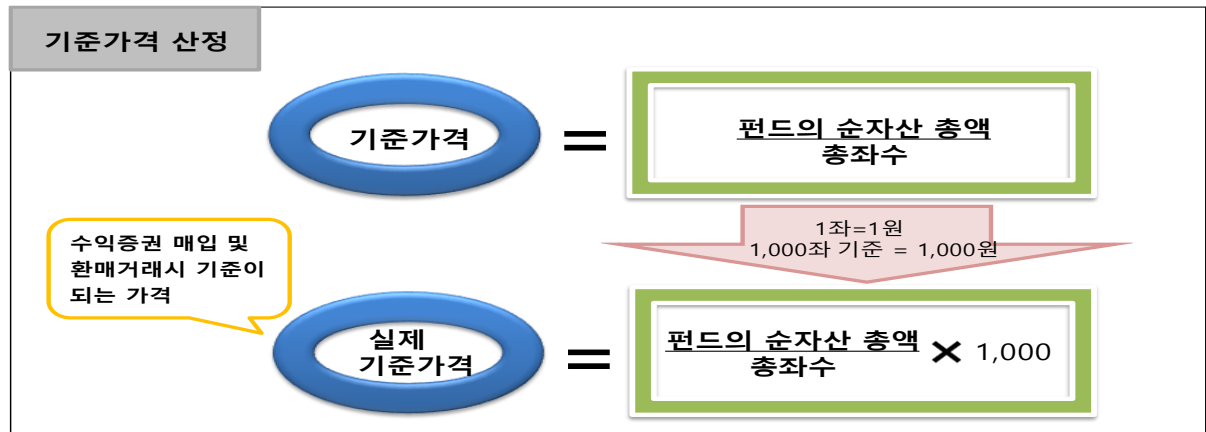 기준가격 산정
기준가격
=
펀드의 순자산 총액
총좌수
1좌=1원
1,000좌 기준 = 1,000원
수익증권 매입 및
환매거래시 기준이
되는 가격
실제
기준가격
=
펀드의 순자산 총액
총좌수
× 1,000